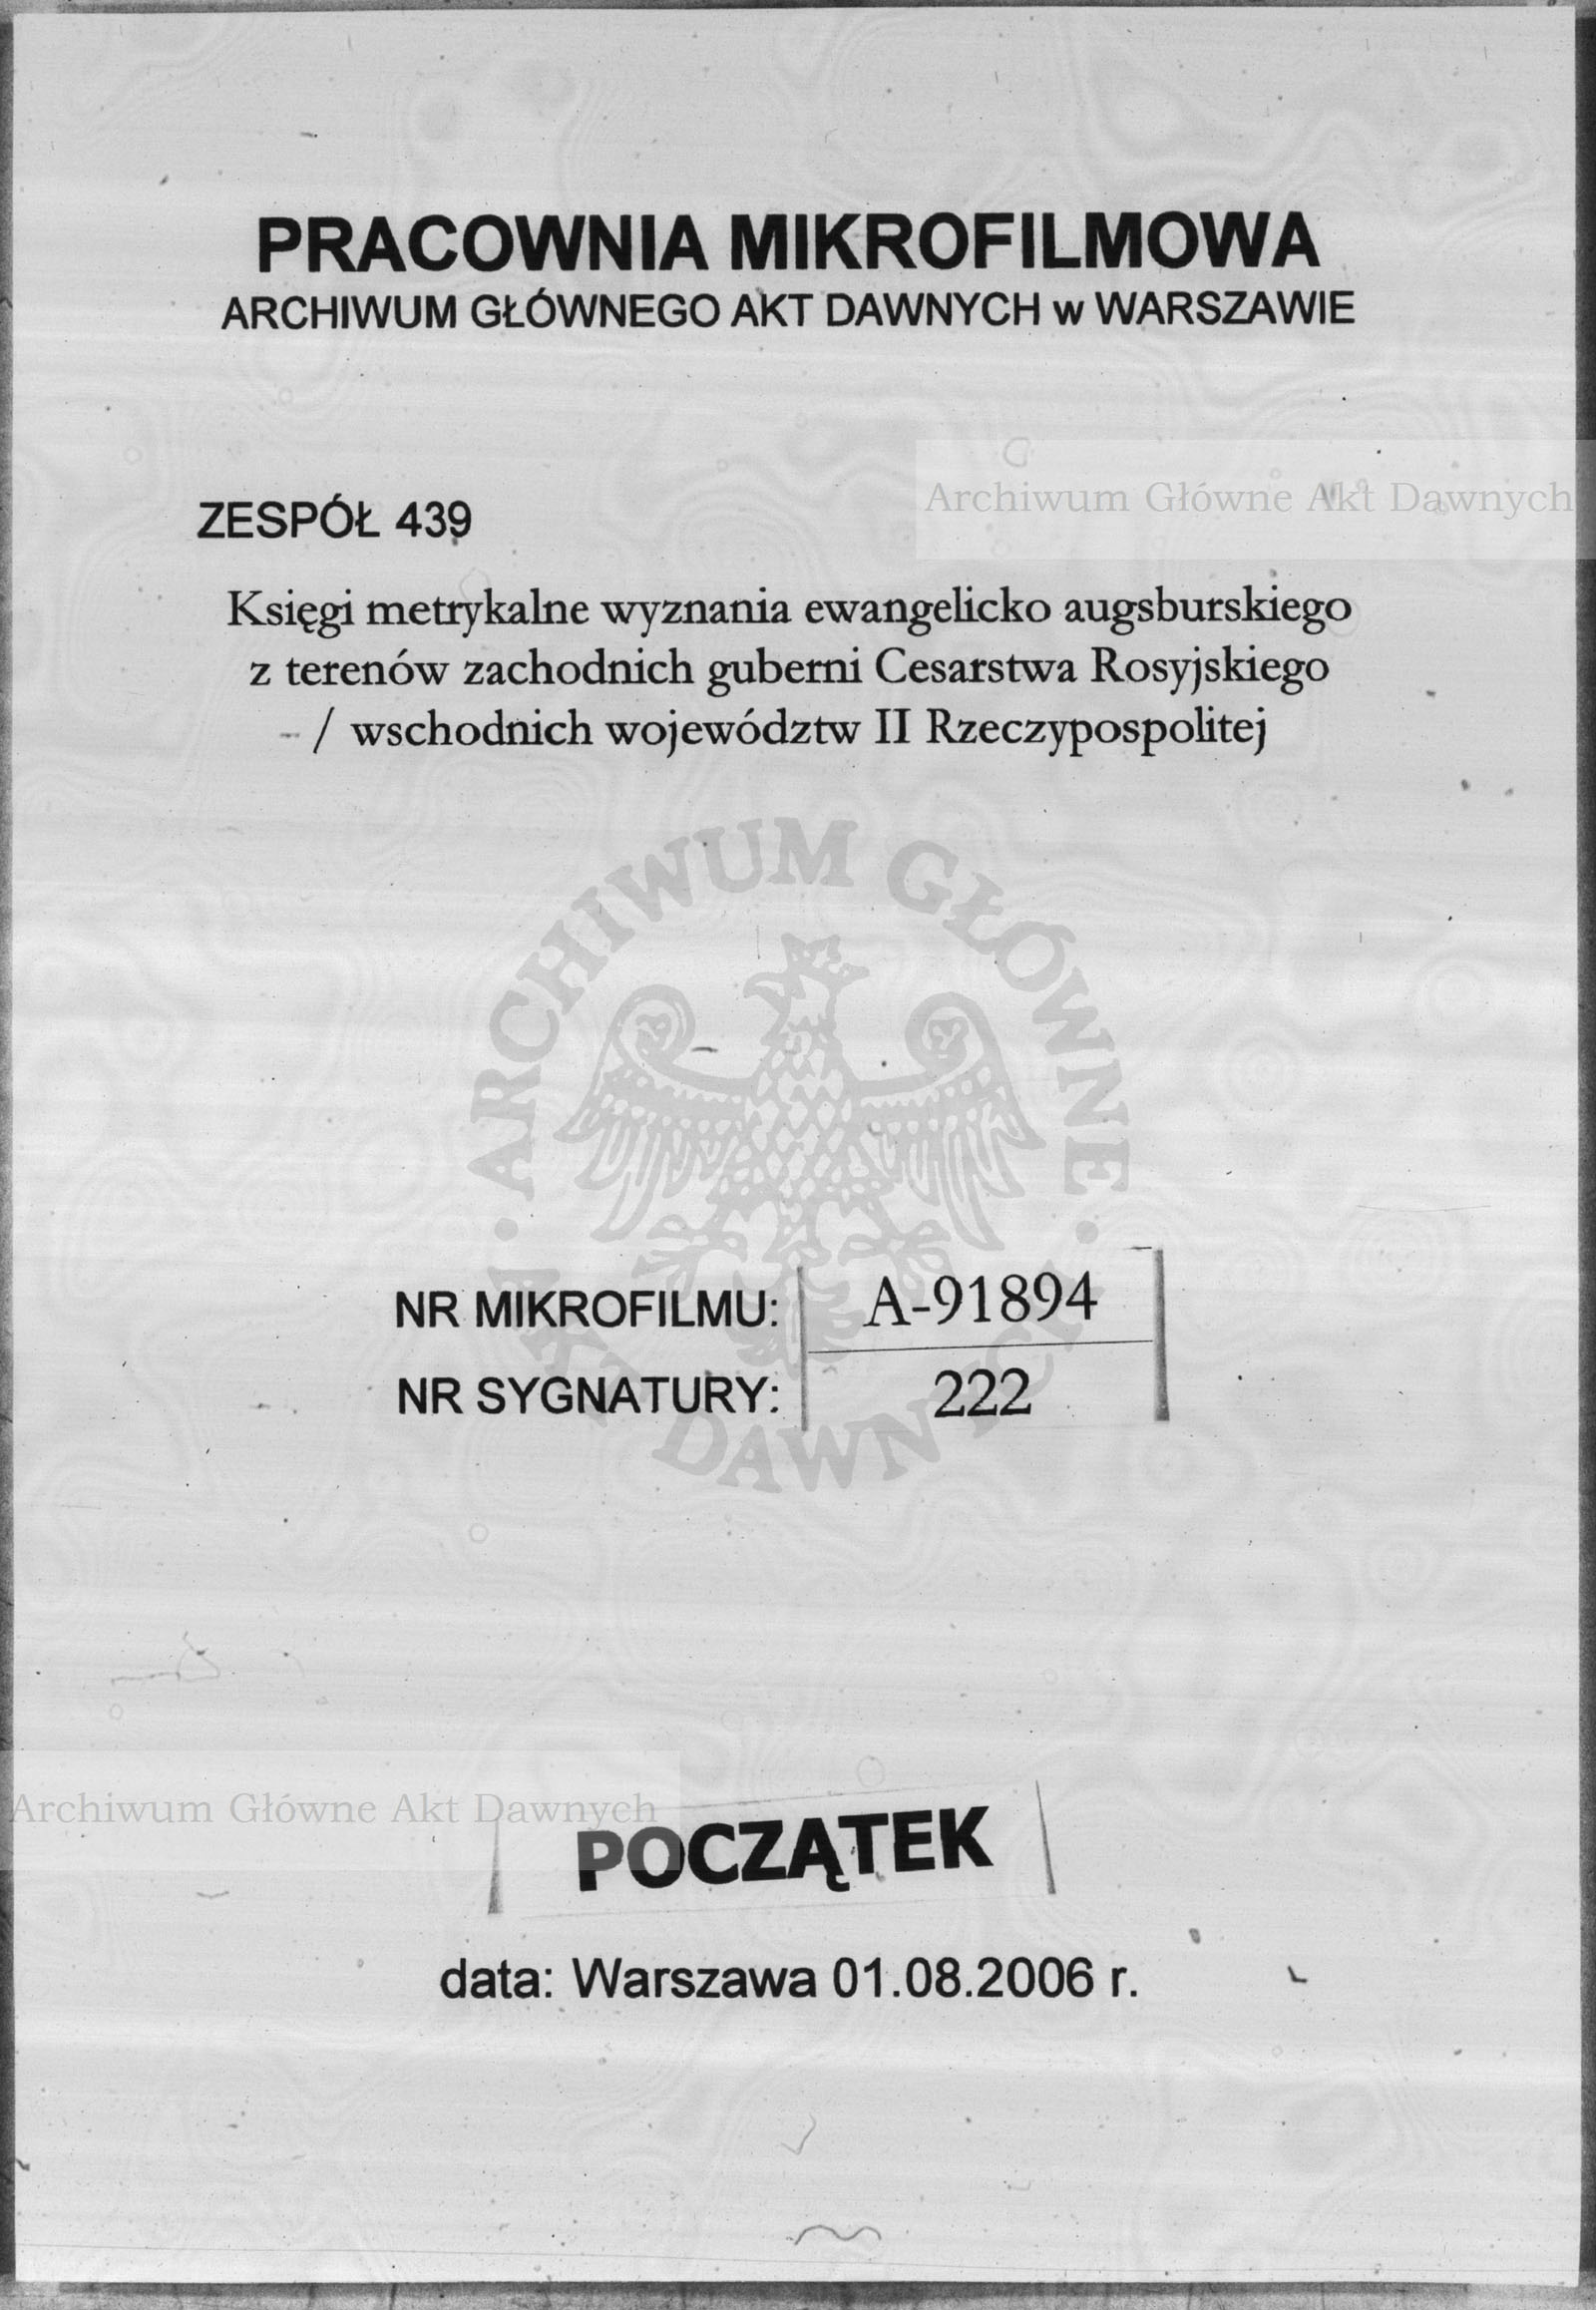 PRACOWNIA MIKROFILMOWA
ARCHIWUM GŁÓWNEGO AKT DAWNYCH w WARSZAWIE
Archiwum Główne Akt Dawnych
ZESPÓŁ 439
Księgi metrykalne wyznania ewangelicko augsburskiego
z terenów zachodnich guberni Cesarstwa Rosyjskiego
- / wschodnich województw II Rzeczypospolitej
ARCHIWUM GŁÓWNE
NR MIKROFILMU: A-91894
NR SYGNATURY: 222
• AKT DAWNYCH •
Archiwum Główne Akt Dawnych
POCZĄTEK
data: Warszawa 01.08.2006 r.